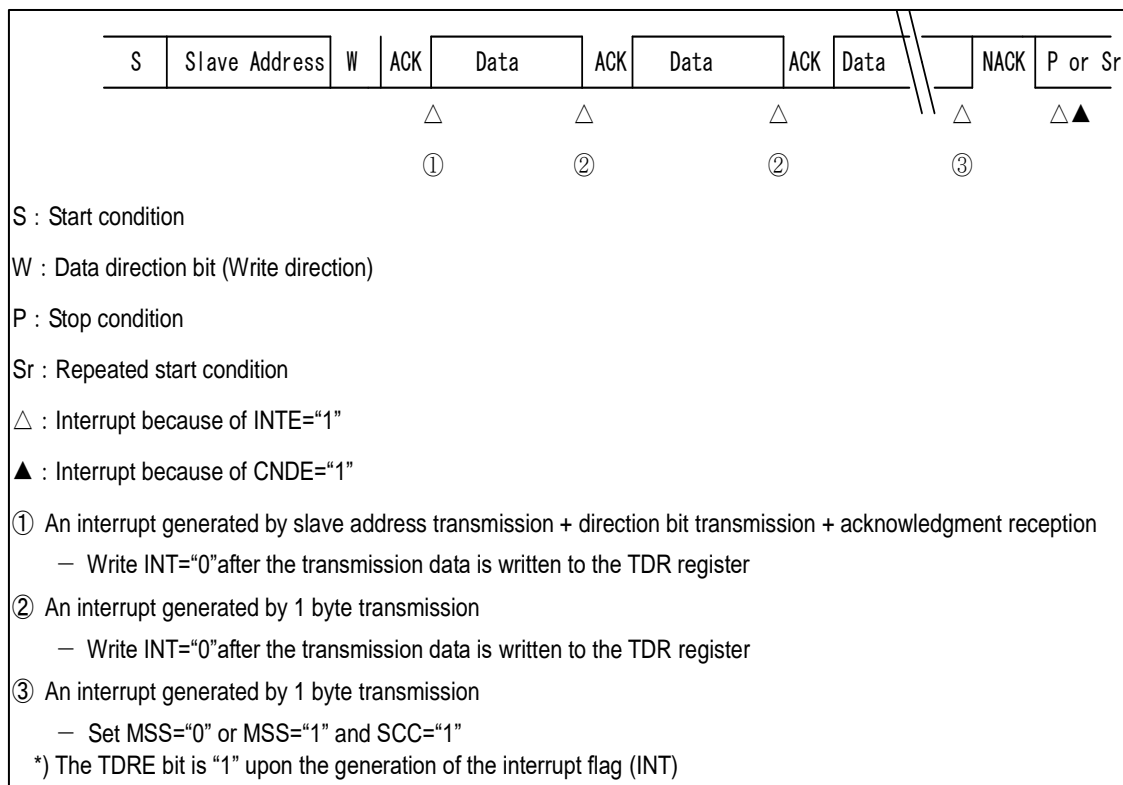 S Slave Address W ACK Data ACK Data ACK Data NACK P or Sr
△ △ △ △ △▲
① ② ② ③
S : Start condition
W : Data direction bit (Write direction)
P : Stop condition
Sr : Repeated start condition
△ : Interrupt because of INTE=“1”
▲ : Interrupt because of CNDE=“1”
① An interrupt generated by slave address transmission + direction bit transmission + acknowledgment reception
− Write INT=“0”after the transmission data is written to the TDR register
② An interrupt generated by 1 byte transmission
− Write INT=“0”after the transmission data is written to the TDR register
③ An interrupt generated by 1 byte transmission
− Set MSS=“0” or MSS=“1” and SCC=“1”
*) The TDRE bit is “1” upon the generation of the interrupt flag (INT)